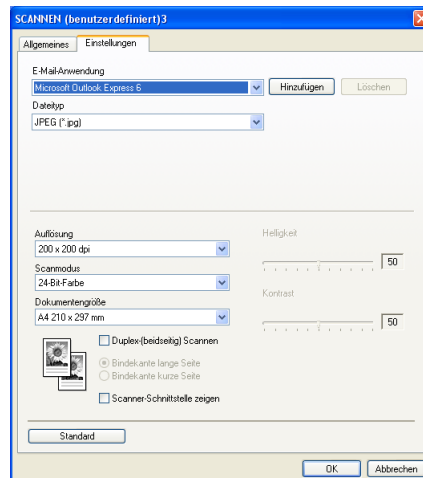 SCANNEN (benutzerdefiniert)3
Allgemeines
Einstellungen
E-Mail-Anwendung
Microsoft Outlook Express 6
Hinzufügen
Löschen
Dateityp
JPEG (*.jpg)
Auflösung
200 x 200 dpi
Scanmodus
24-Bit-Farbe
Dokumentengröße
A4 210 x 297 mm
Helligkeit
50
Kontrast
50
Duplex-(beidseitig) Scannen
Bindekante lange Seite
Bindekante kurze Seite
Scanner-Schnittstelle zeigen
Standard
OK
Abbrechen